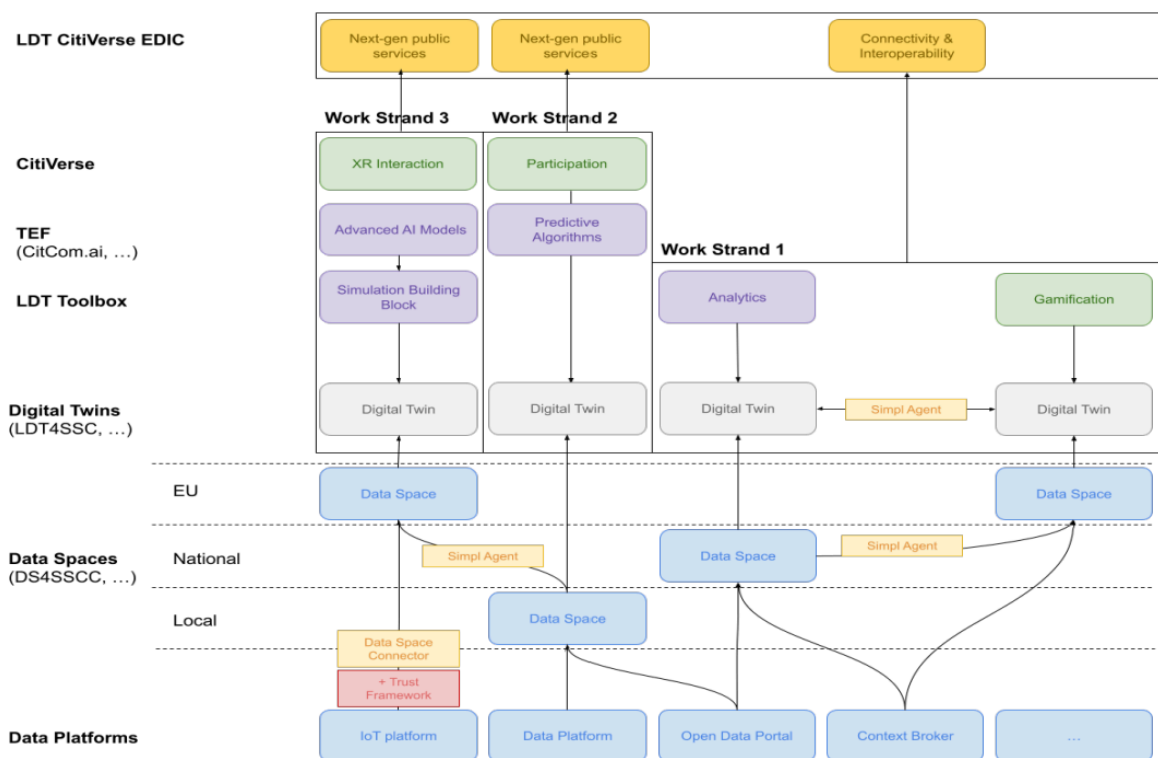 LDT CitiVerse EDIC
Next-gen public
services
Next-gen public
services
Connectivity &
Interoperability
Work Strand 3
Work Strand 2
CitiVerse
XR Interaction
Participation
TEF
(CitCom.ai, ...)
Advanced AI Models
Predictive
Algorithms
Work Strand 1
LDT Toolbox
Simulation Building
Block
Analytics
Gamification
Digital Twins
(LDT4SSC, ...)
Digital Twin
Digital Twin
Digital Twin
Simpl Agent
Digital Twin
EU
Data Space
Data Space
Data Spaces
(DS4SSCC, ...)
National
Simpl Agent
Data Space
Simpl Agent
Local
Data Space
Data Space
Connector
+ Trust
Framework
Data Platforms
IoT platform
Data Platform
Open Data Portal
Context Broker
...